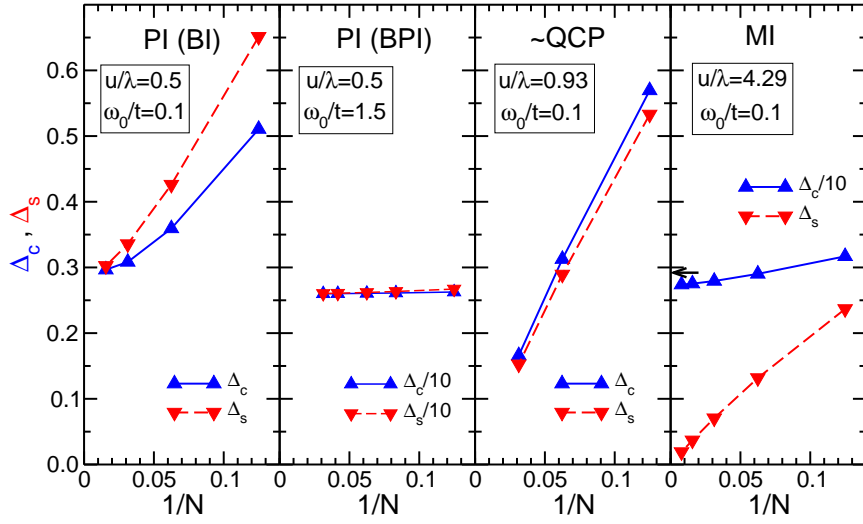 PI (BI)
u/λ=0.5
ω₀/t=0.1
PI (BPI)
u/λ=0.5
ω₀/t=1.5
~QCP
u/λ=0.93
ω₀/t=0.1
MI
u/λ=4.29
ω₀/t=0.1
Δc , Δs
0.6
0.5
0.4
0.3
0.2
0.1
0.0
Δc
Δs
Δc/10
Δs/10
Δc
Δs
Δc/10
Δs
0 0.05 0.1
0 0.05 0.1
0 0.05 0.1
0 0.05 0.1
1/N
1/N
1/N
1/N